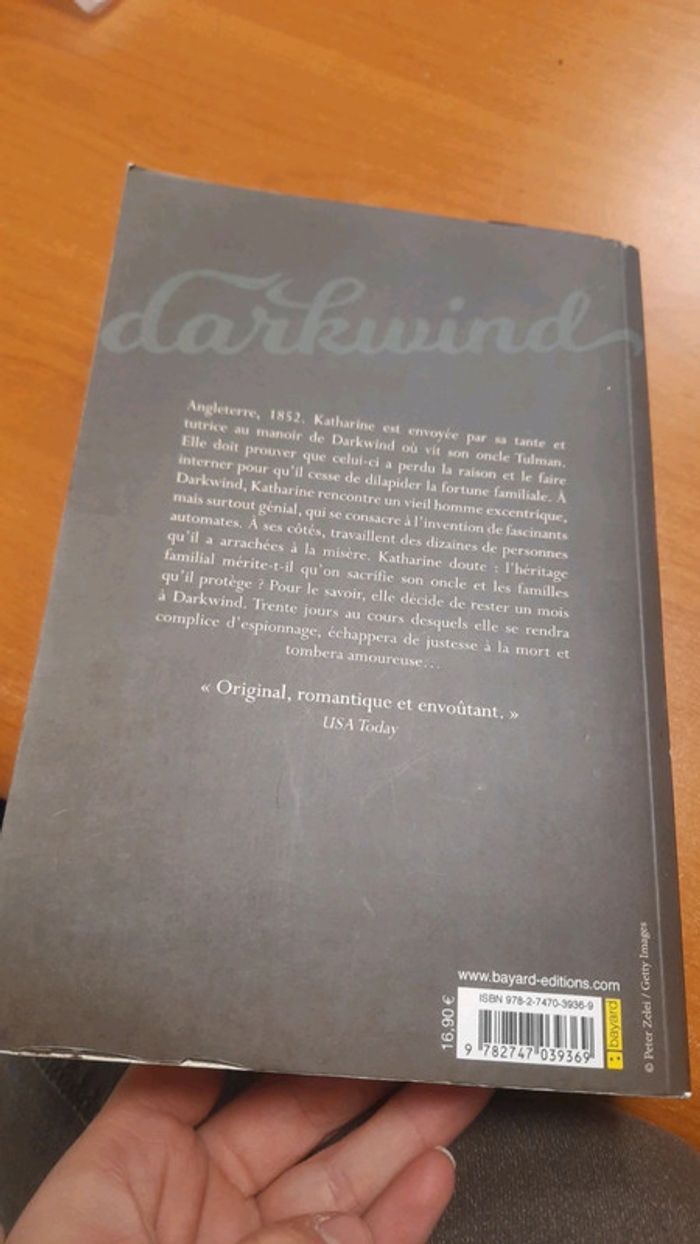 darkwind
Angleterre, 1852. Katharine est envoyée par sa tante et
tutrice au manoir de Darkwind où vit son oncle Tulman.
Elle doit prouver que celui-ci a perdu la raison et le faire
interner pour qu'il cesse de dilapider la fortune familiale. À
Darkwind, Katharine rencontre un vieil homme excentrique,
mais surtout génial, qui se consacre à l'invention de fascinants
automates. À ses côtés, travaillent des dizaines de personnes
qu'il a arrachées à la misère. Katharine doute : l'héritage
familial mérite-t-il qu'on sacrifie son oncle et les familles
qu'il protège ? Pour le savoir, elle décide de rester un mois
à Darkwind. Trente jours au cours desquels elle se rendra
complice d'espionnage, échappera de justesse à la mort et
tombera amoureuse...
« Original, romantique et envoûtant. »
USA Today
www.bayard-editions.com
16,90 €
ISBN 978-2-7470-3936-9
9 782747 039369
bayard
© Peter Zelei / Getty Images